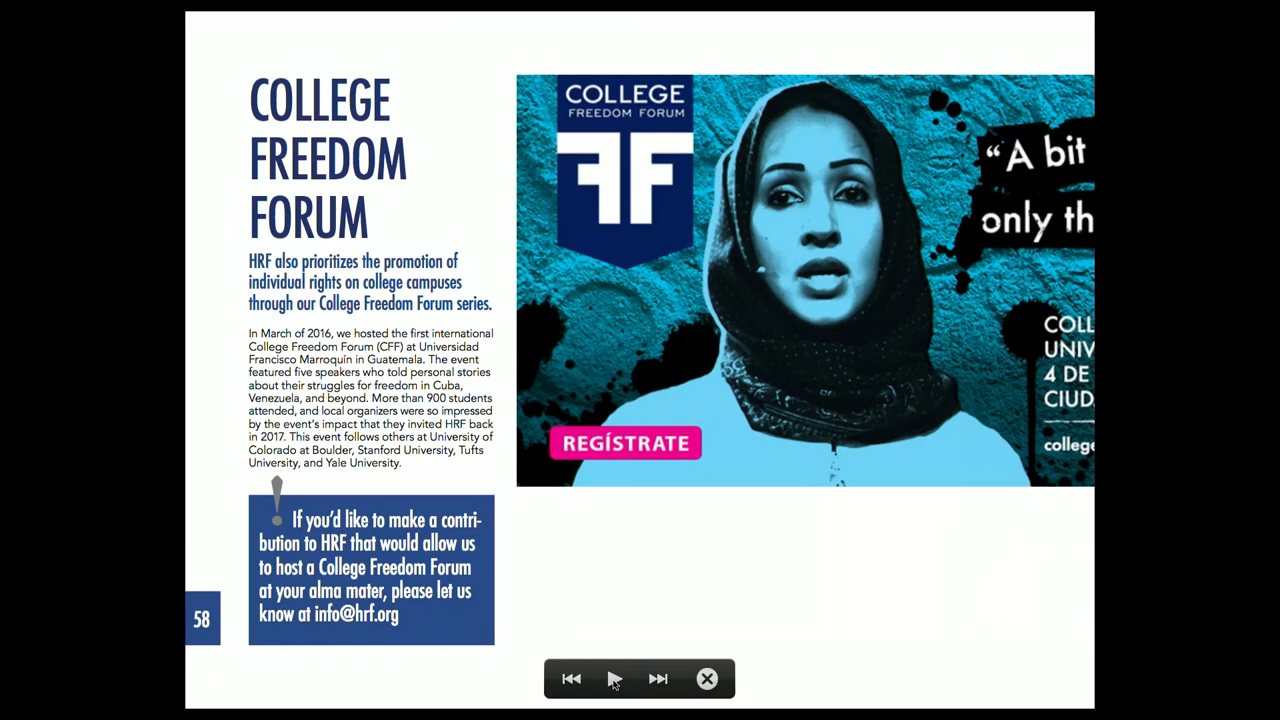 COLLEGE
FREEDOM
FORUM
HRF also prioritizes the promotion of
individual rights on college campuses
through our College Freedom Forum series.
In March of 2016, we hosted the first international
College Freedom Forum (CFF) at Universidad
Francisco Marroquín in Guatemala. The event
featured five speakers who told personal stories
about their struggles for freedom in Cuba,
Venezuela, and beyond. More than 900 students
attended, and local organizers were so impressed
by the event's impact that they invited HRF back
in 2017. This event follows others at University of
Colorado at Boulder, Stanford University, Tufts
University, and Yale University.
! If you'd like to make a contri-
bution to HRF that would allow us
to host a College Freedom Forum
at your alma mater, please let us
know at info@hrf.org
58
COLLEGE
FREEDOM FORUM
FF
REGÍSTRATE
“A bit
only th
COLL
UNIV
4 DE
CIUD
college